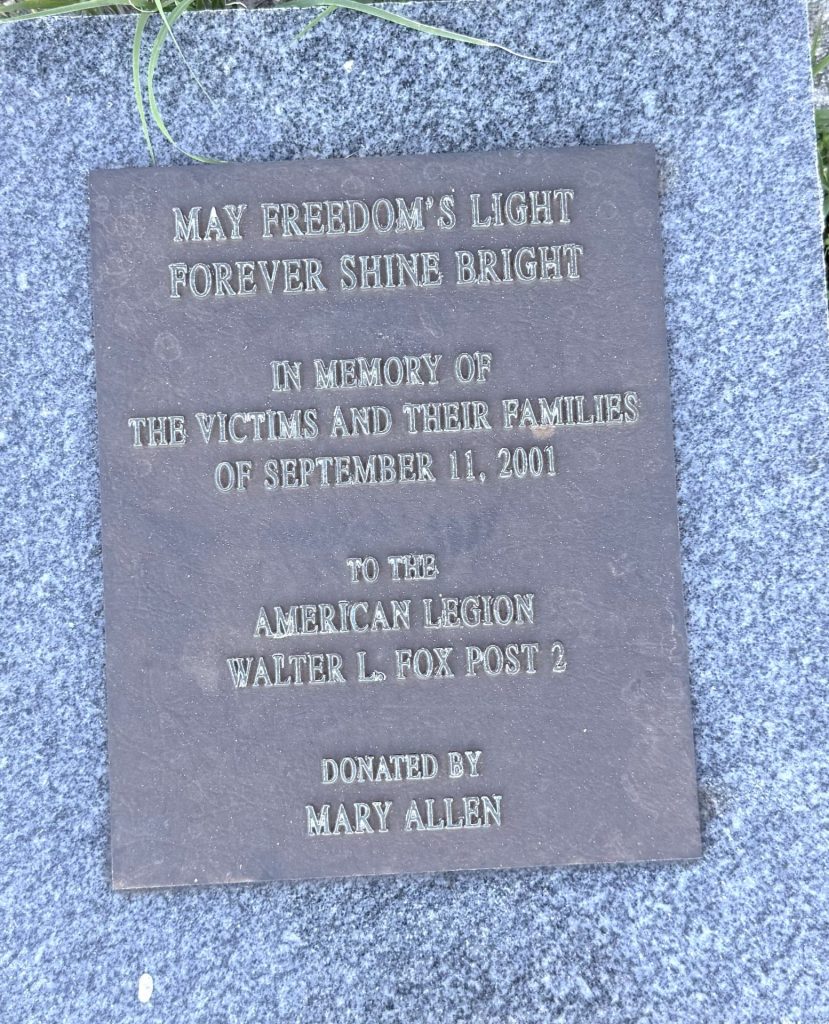 MAY FREEDOM'S LIGHT
FOREVER SHINE BRIGHT
IN MEMORY OF
THE VICTIMS AND THEIR FAMILIES
OF SEPTEMBER 11, 2001
TO THE
AMERICAN LEGION
WALTER L. FOX POST 2
DONATED BY
MARY ALLEN